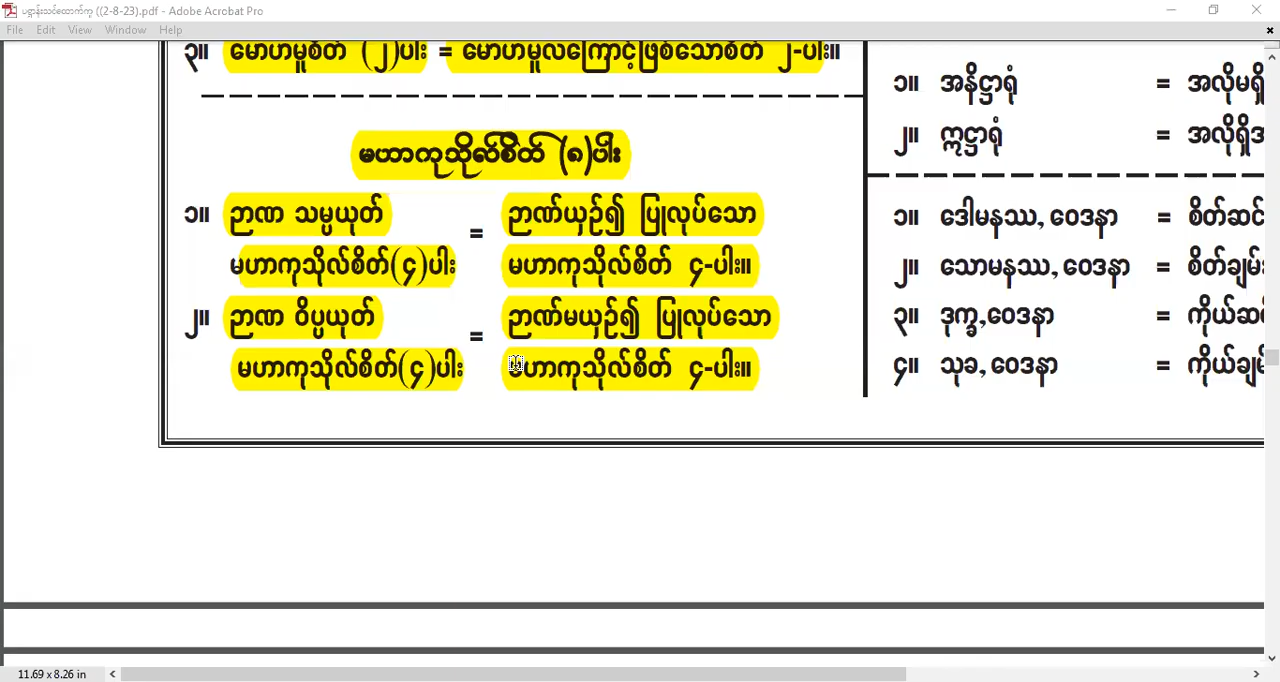 ပဋ္ဌာန်းသင်ထောက်ကူ ((2-8-23).pdf - Adobe Acrobat Pro
File Edit View Window Help
၃။ မောဟမူစိတ် (၂)ပါး = မောဟမူလကြောင့်ဖြစ်သောစိတ် ၂-ပါး။
မဟာကုသိုလ်စိတ် (၈)ပါး
၁။ ဉာဏ သမ္ပယုတ် = ဉာဏ်ယှဉ်၍ ပြုလုပ်သော
မဟာကုသိုလ်စိတ်(၄)ပါး မဟာကုသိုလ်စိတ် ၄-ပါး။
၂။ ဉာဏ ဝိပ္ပယုတ် = ဉာဏ်မယှဉ်၍ ပြုလုပ်သော
မဟာကုသိုလ်စိတ်(၄)ပါး မဟာကုသိုလ်စိတ် ၄-ပါး။
၁။ အနိဋ္ဌာရုံ = အလိုမရှိ
၂။ ဣဋ္ဌာရုံ = အလိုရှိအ
၁။ ဒေါမနဿ, ဝေဒနာ = စိတ်ဆင်
၂။ သောမနဿ, ဝေဒနာ = စိတ်ချမ်း
၃။ ဒုက္ခ,ဝေဒနာ = ကိုယ်ဆင်
၄။ သုခ, ဝေဒနာ = ကိုယ်ချမ်
11.69 x 8.26 in